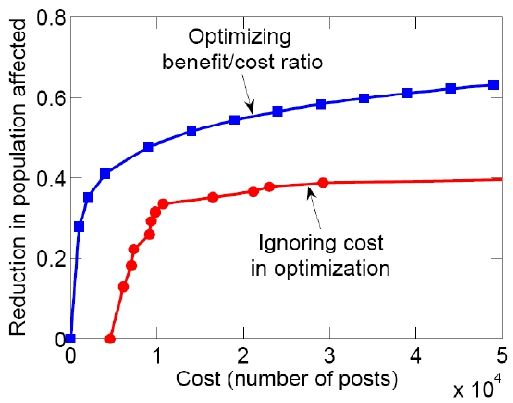 0.8
Optimizing
benefit/cost ratio
0.6
0.4
0.2
0
Ignoring cost
in optimization
Reduction in population affected
0 1 2 3 4 5
Cost (number of posts)
x 10^4